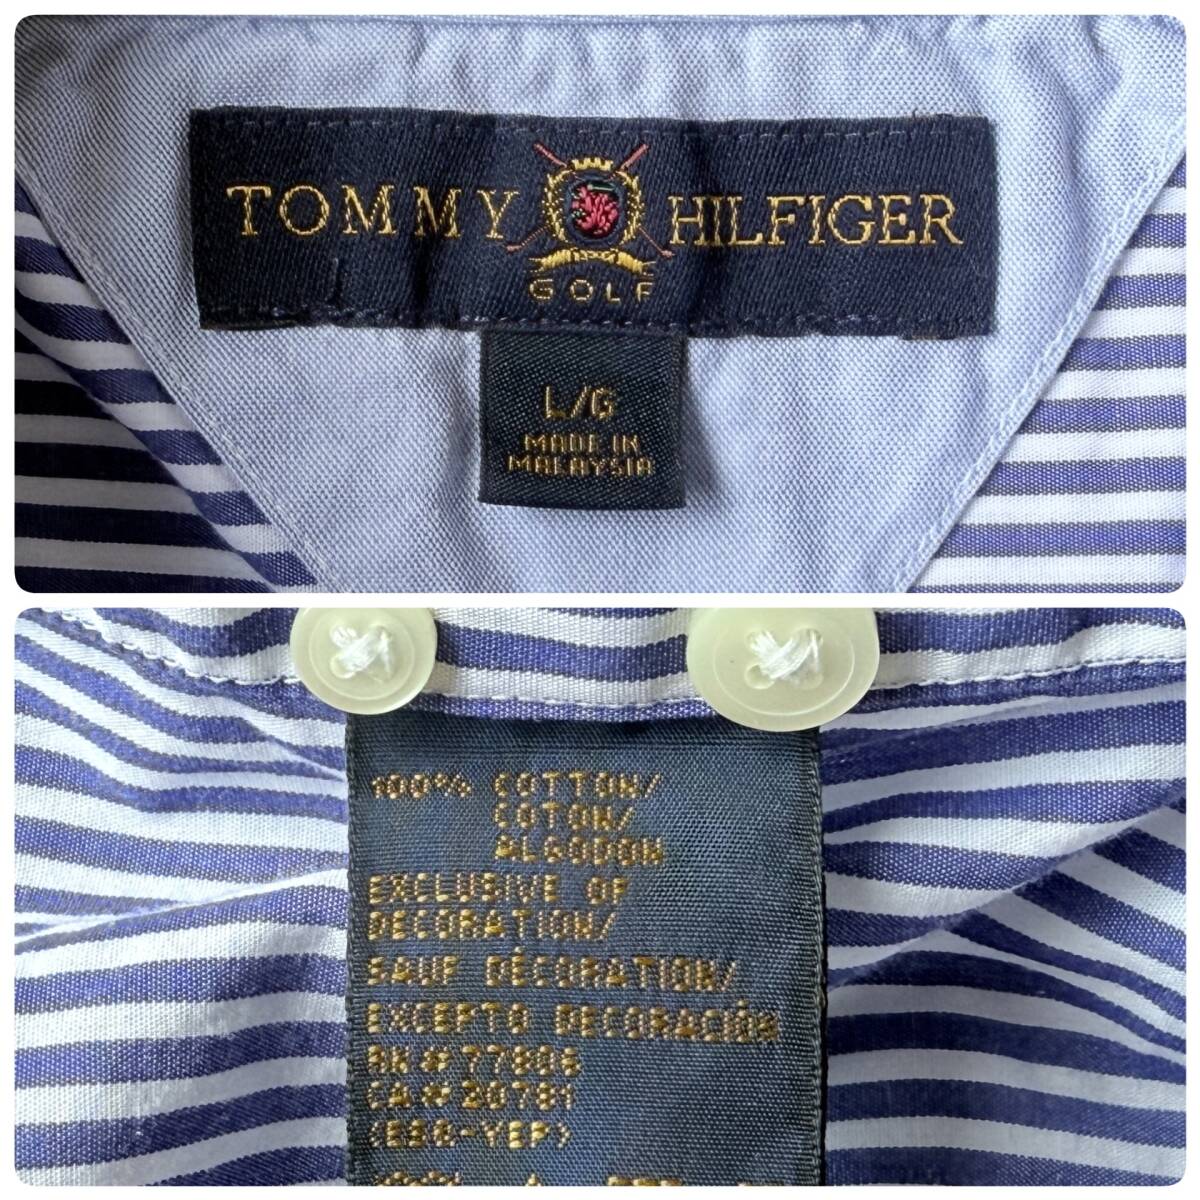 TOMMY HILFIGER
GOLF
L/G
MADE IN
MALAYSIA
100% COTTON/
COTON/
ALGODON
EXCLUSIVE OF
DECORATION/
SAUF DÉCORATION/
EXCEPTO DECORACIÓN
RN# 77806
CA# 20781